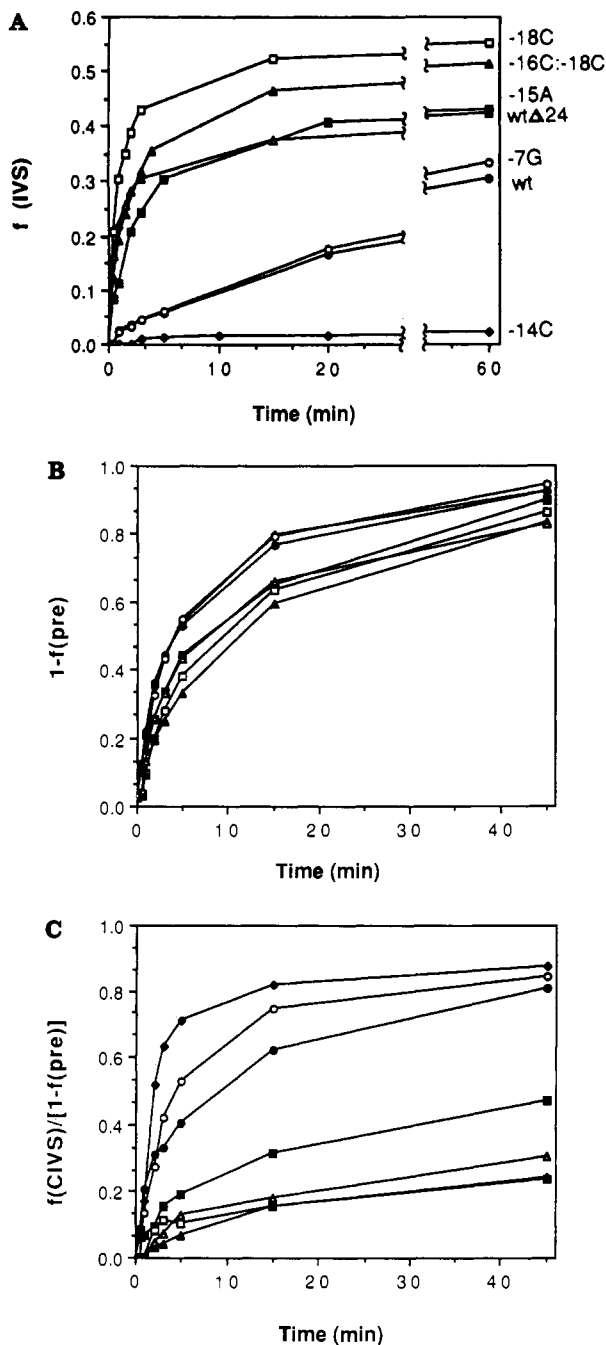 A
0.6
0.5
0.4
0.3
0.2
0.1
0.0
f (IVS)
-18C
-16C:-18C
-15A
wtΔ24
-7G
wt
-14C
0 10 20 60
Time (min)
B
1.0
0.8
0.6
0.4
0.2
0.0
1-f(pre)
0 10 20 30 40
Time (min)
C
1.0
0.8
0.6
0.4
0.2
0.0
f(CIVS)/[1-f(pre)]
0 10 20 30 40
Time (min)